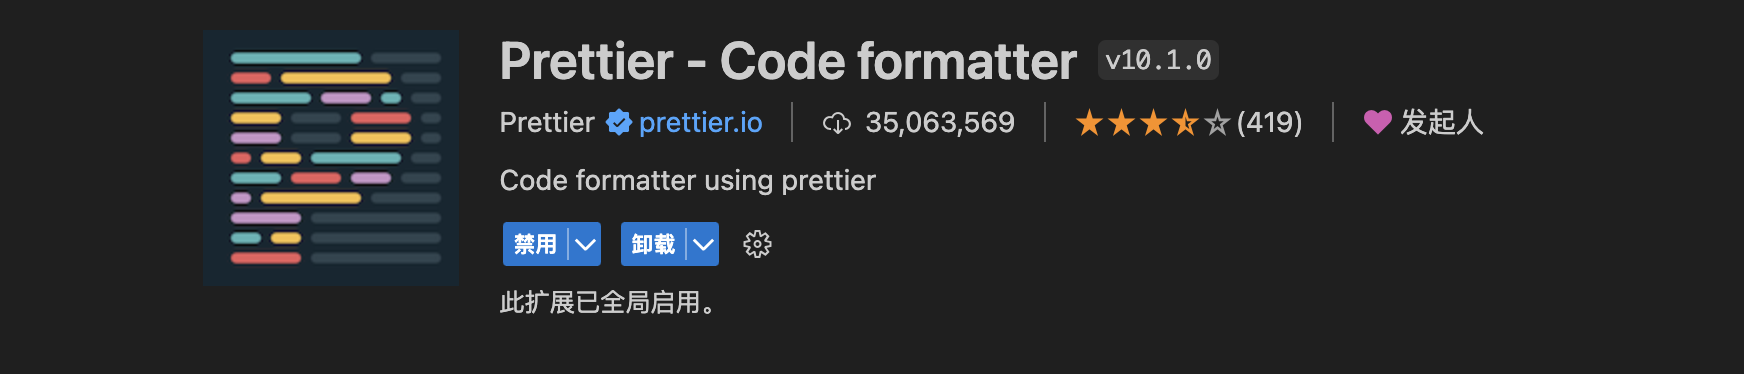 Prettier - Code formatter v10.1.0
Prettier prettier.io 35,063,569 (419) 发起人
Code formatter using prettier
禁用 卸载
此扩展已全局启用。